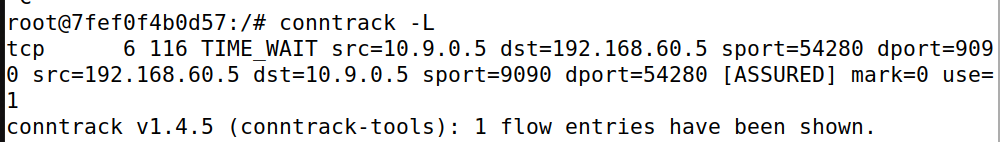 root@7fef0f4b0d57:/# conntrack -L
tcp      6 116 TIME_WAIT src=10.9.0.5 dst=192.168.60.5 sport=54280 dport=909
0 src=192.168.60.5 dst=10.9.0.5 sport=9090 dport=54280 [ASSURED] mark=0 use=
1
conntrack v1.4.5 (conntrack-tools): 1 flow entries have been shown.